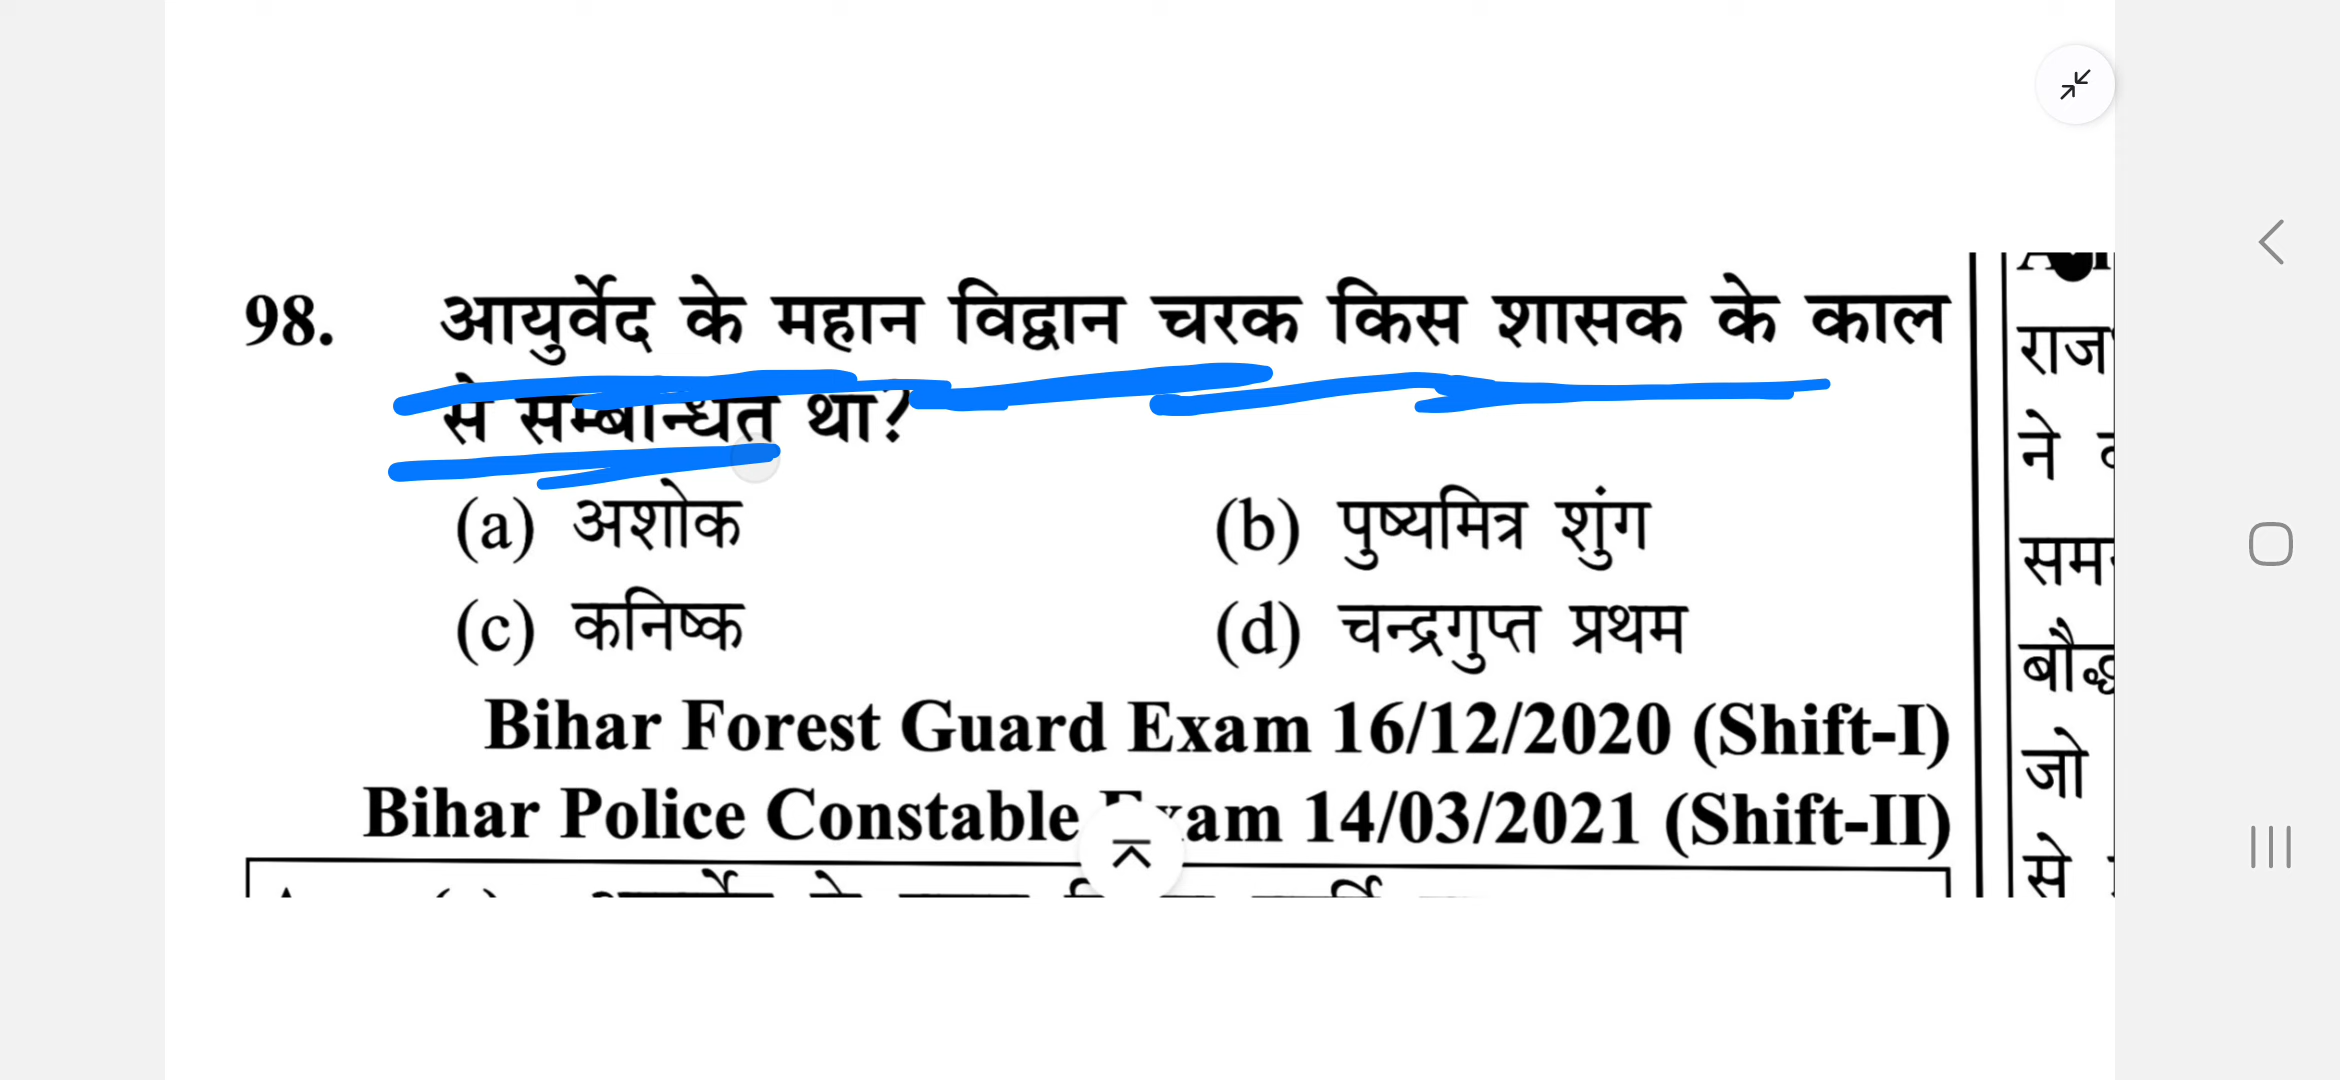 98. आयुर्वेद के महान विद्वान चरक किस शासक के काल
से सम्बन्धित था?
(a) अशोक (b) पुष्यमित्र शुंग
(c) कनिष्क (d) चन्द्रगुप्त प्रथम
Bihar Forest Guard Exam 16/12/2020 (Shift-I)
Bihar Police Constable Exam 14/03/2021 (Shift-II)
राज
ने
सम
बौद्ध
जो
से